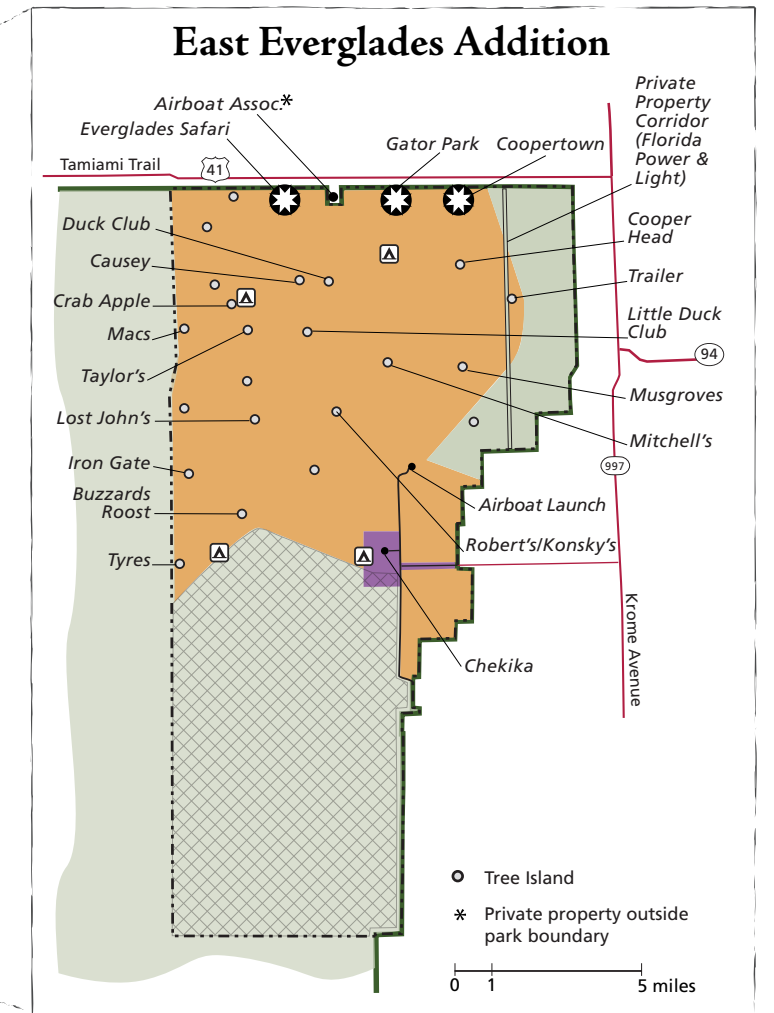 East Everglades Addition
Private
Property
Corridor
(Florida
Power &
Light)
Airboat Assoc.*
Everglades Safari
Gator Park
Coopertown
Tamiami Trail
41
Duck Club
Cooper
Head
Causey
Trailer
Crab Apple
Little Duck
Club
Macs
94
Taylor's
Musgroves
Lost John's
Mitchell's
Iron Gate
997
Buzzards
Roost
Airboat Launch
Robert's/Konsky's
Tyres
Krome Avenue
Chekika
Tree Island
* Private property outside
park boundary
0 1 5 miles